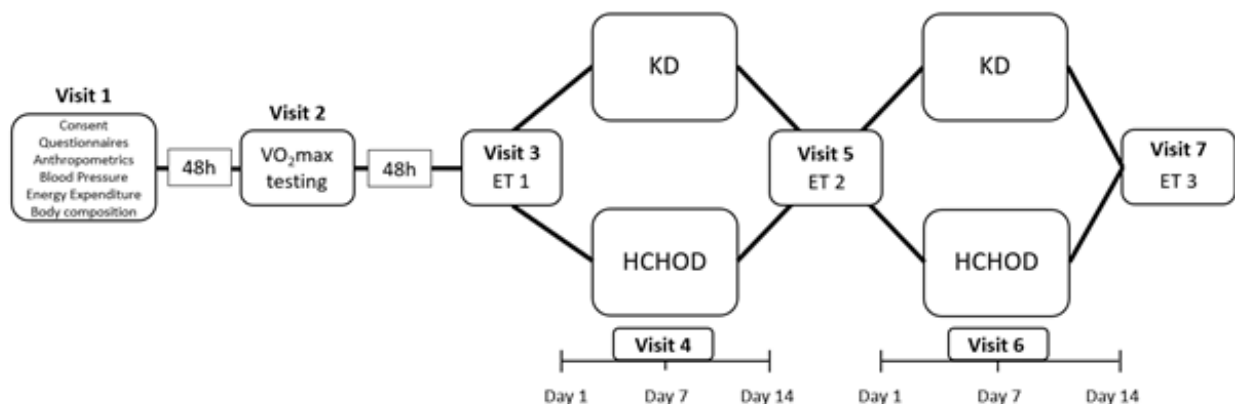 Visit 1
Consent
Questionnaires
Anthropometrics
Blood Pressure
Energy Expenditure
Body composition
48h
Visit 2
VO₂max
testing
48h
Visit 3
ET 1
KD
HCHOD
Visit 4
Day 1
Day 7
Day 14
Visit 5
ET 2
KD
HCHOD
Visit 6
Day 1
Day 7
Day 14
Visit 7
ET 3